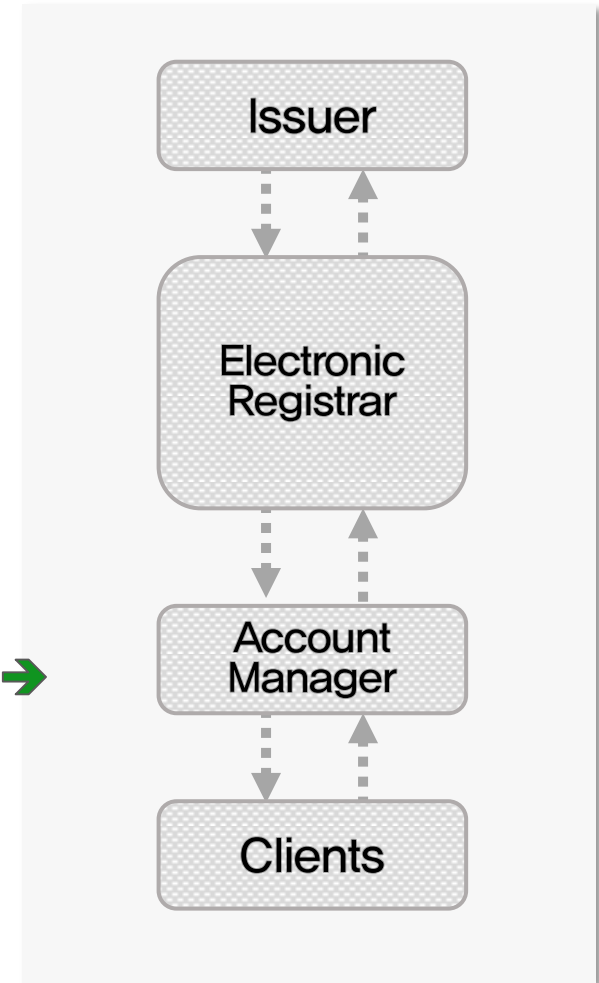 Issuer
Electronic
Registrar
Account
Manager
Clients